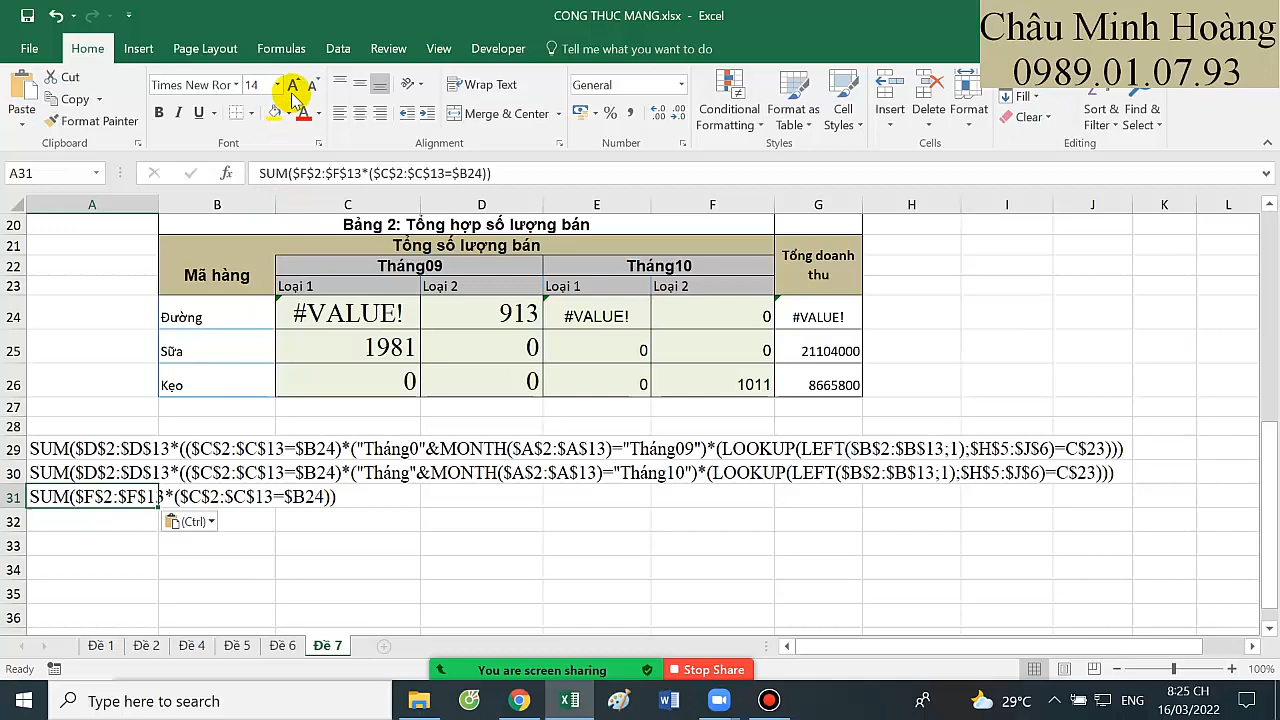 CONG THUC MANG.xlsx - Excel
Châu Minh Hoàng
0989.01.07.93
File Home Insert Page Layout Formulas Data Review View Developer Tell me what you want to do
Paste Cut Copy Format Painter Clipboard
Times New Ror 14 A A B I U A Font
Wrap Text Merge & Center Alignment
General % Number
Conditional Formatting Format as Table Cell Styles Styles
Insert Delete Format Cells
Fill Clear Sort & Filter Find & Select Editing
A31 fx SUM($F$2:$F$13*($C$2:$C$13=$B24))
A B C D E F G H I J K L
20 Bảng 2: Tổng hợp số lượng bán
21 Mã hàng Tổng số lượng bán Tổng doanh thu
22 Tháng09 Tháng10
23 Loại 1 Loại 2 Loại 1 Loại 2
24 Đường #VALUE! 913 #VALUE! 0 #VALUE!
25 Sữa 1981 0 0 0 21104000
26 Kẹo 0 0 0 1011 8665800
27
28
29 SUM($D$2:$D$13*(($C$2:$C$13=$B24)*("Tháng0"&MONTH($A$2:$A$13)="Tháng09")*(LOOKUP(LEFT($B$2:$B$13;1);$H$5:$J$6)=C$23)))
30 SUM($D$2:$D$13*(($C$2:$C$13=$B24)*("Tháng"&MONTH($A$2:$A$13)="Tháng10")*(LOOKUP(LEFT($B$2:$B$13;1);$H$5:$J$6)=C$23)))
31 SUM($F$2:$F$13*($C$2:$C$13=$B24))
32 (Ctrl)
33
34
35
36
Đề 1 Đề 2 Đề 4 Đề 5 Đề 6 Đề 7
Ready 100%
You are screen sharing Stop Share
Type here to search 29°C ENG 8:25 CH
16/03/2022